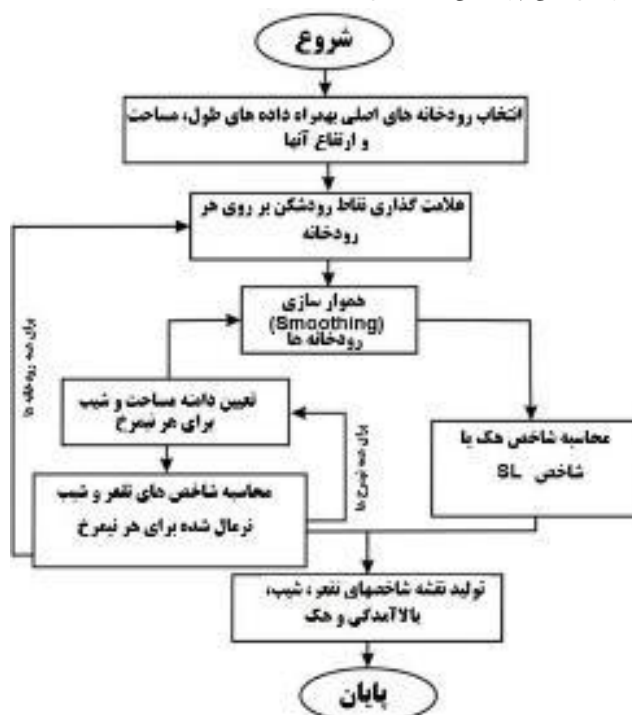 شروع
انتخاب رودخانه های اصلی بهمراه داده های طول، مساحت
و ارتفاع آنها
علامت گذاری نقاط رودشکن بر روی هر
رودخانه
هموار سازی
(Smoothing)
رودخانه ها
برای همه رودخانه ها
تعیین دامنه مساحت و شیب
برای هر نیمرخ
برای همه نیمرخ ها
محاسبه شاخص هک یا
شاخص SL
محاسبه شاخص های تقعر و شیب
نرمال شده برای هر نیمرخ
تولید نقشه شاخصهای تقعر، شیب،
بالاآمدگی و هک
پایان